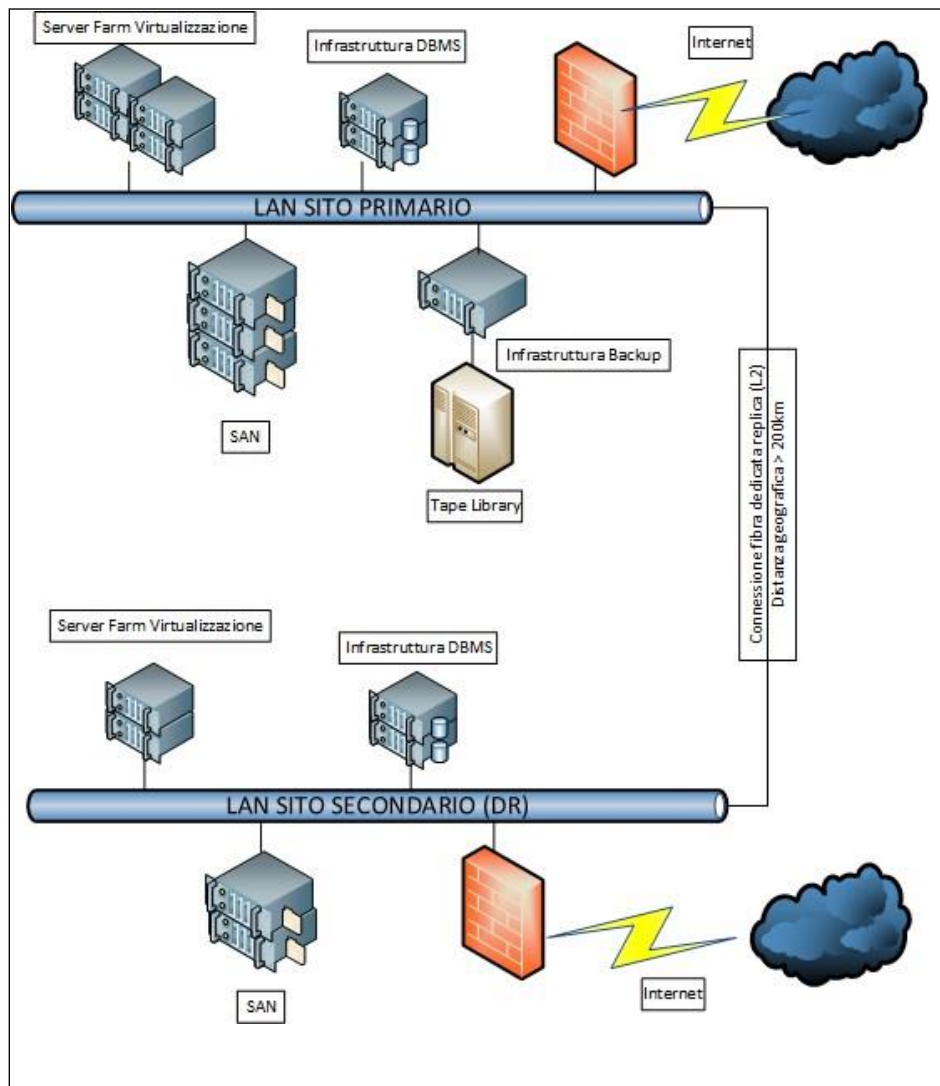 Server Farm Virtualizzazione
Infrastruttura DBMS
Internet
LAN SITO PRIMARIO
Infrastruttura Backup
SAN
Tape Library
Connessione fibra dedicata replica (L2)
Distanza geografica > 200km
Server Farm Virtualizzazione
Infrastruttura DBMS
LAN SITO SECONDARIO (DR)
SAN
Internet